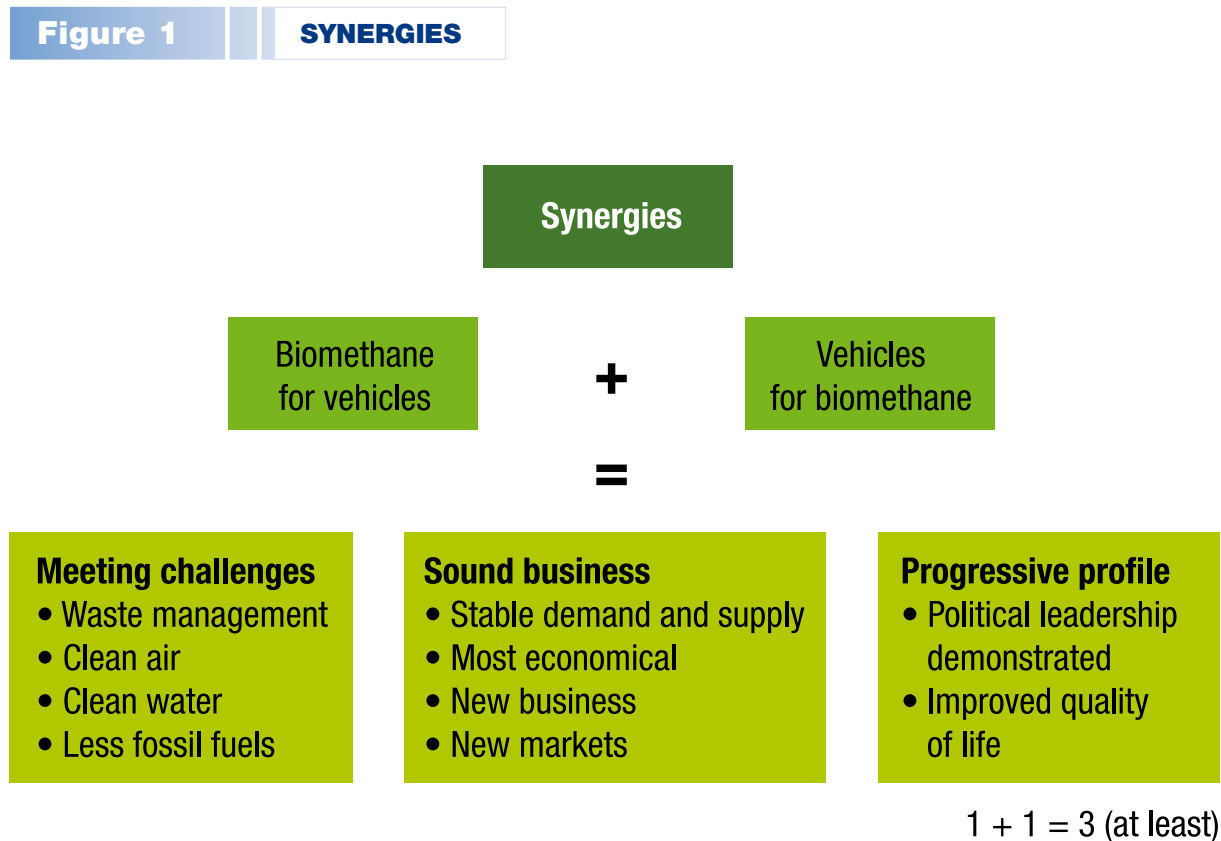 Figure 1 SYNERGIES
Synergies
Biomethane
for vehicles
+
Vehicles
for biomethane
=
Meeting challenges
• Waste management
• Clean air
• Clean water
• Less fossil fuels
Sound business
• Stable demand and supply
• Most economical
• New business
• New markets
Progressive profile
• Political leadership
demonstrated
• Improved quality
of life
1 + 1 = 3 (at least)